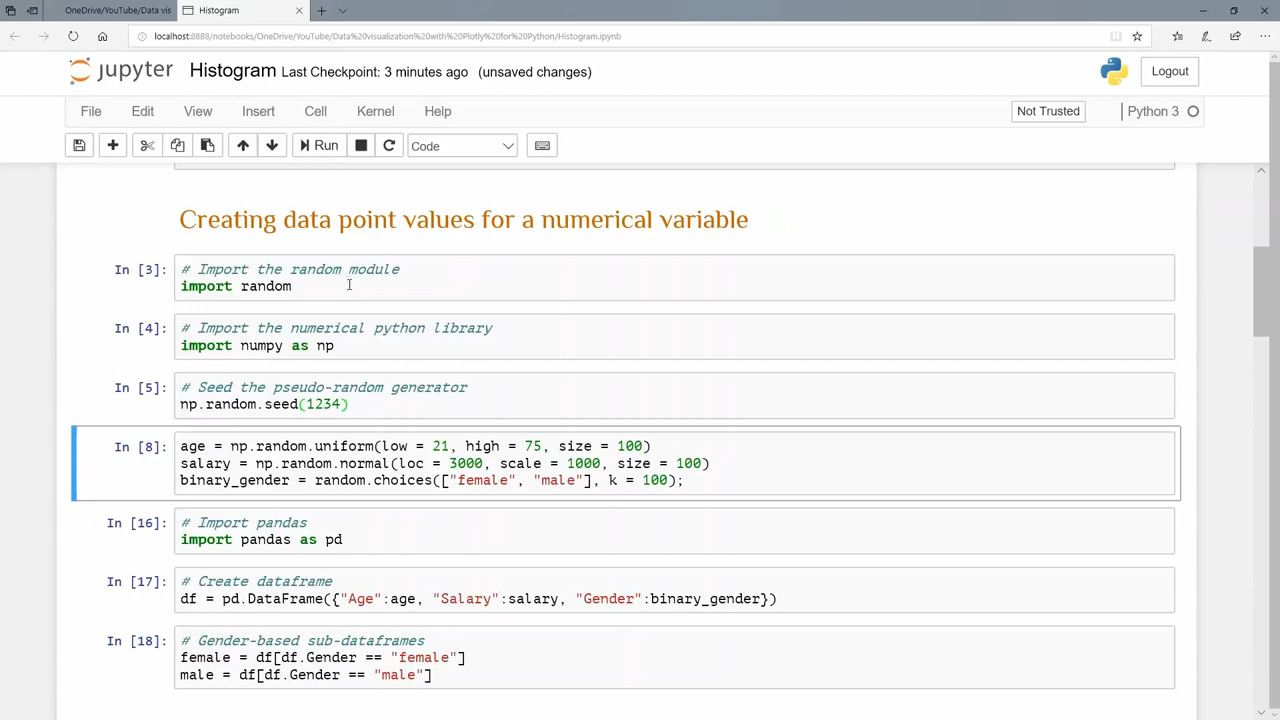 OneDrive/YouTube/Data vis
Histogram
localhost:8888/notebooks/OneDrive/YouTube/Data%20visualization%20with%20Plotly%20for%20Python/Histogram.ipynb
jupyter Histogram Last Checkpoint: 3 minutes ago (unsaved changes) Logout
File Edit View Insert Cell Kernel Help Not Trusted Python 3
Run Code
Creating data point values for a numerical variable
In [3]: # Import the random module
import random
In [4]: # Import the numerical python library
import numpy as np
In [5]: # Seed the pseudo-random generator
np.random.seed(1234)
In [8]: age = np.random.uniform(low = 21, high = 75, size = 100)
salary = np.random.normal(loc = 3000, scale = 1000, size = 100)
binary_gender = random.choices(["female", "male"], k = 100);
In [16]: # Import pandas
import pandas as pd
In [17]: # Create dataframe
df = pd.DataFrame({"Age":age, "Salary":salary, "Gender":binary_gender})
In [18]: # Gender-based sub-dataframes
female = df[df.Gender == "female"]
male = df[df.Gender == "male"]